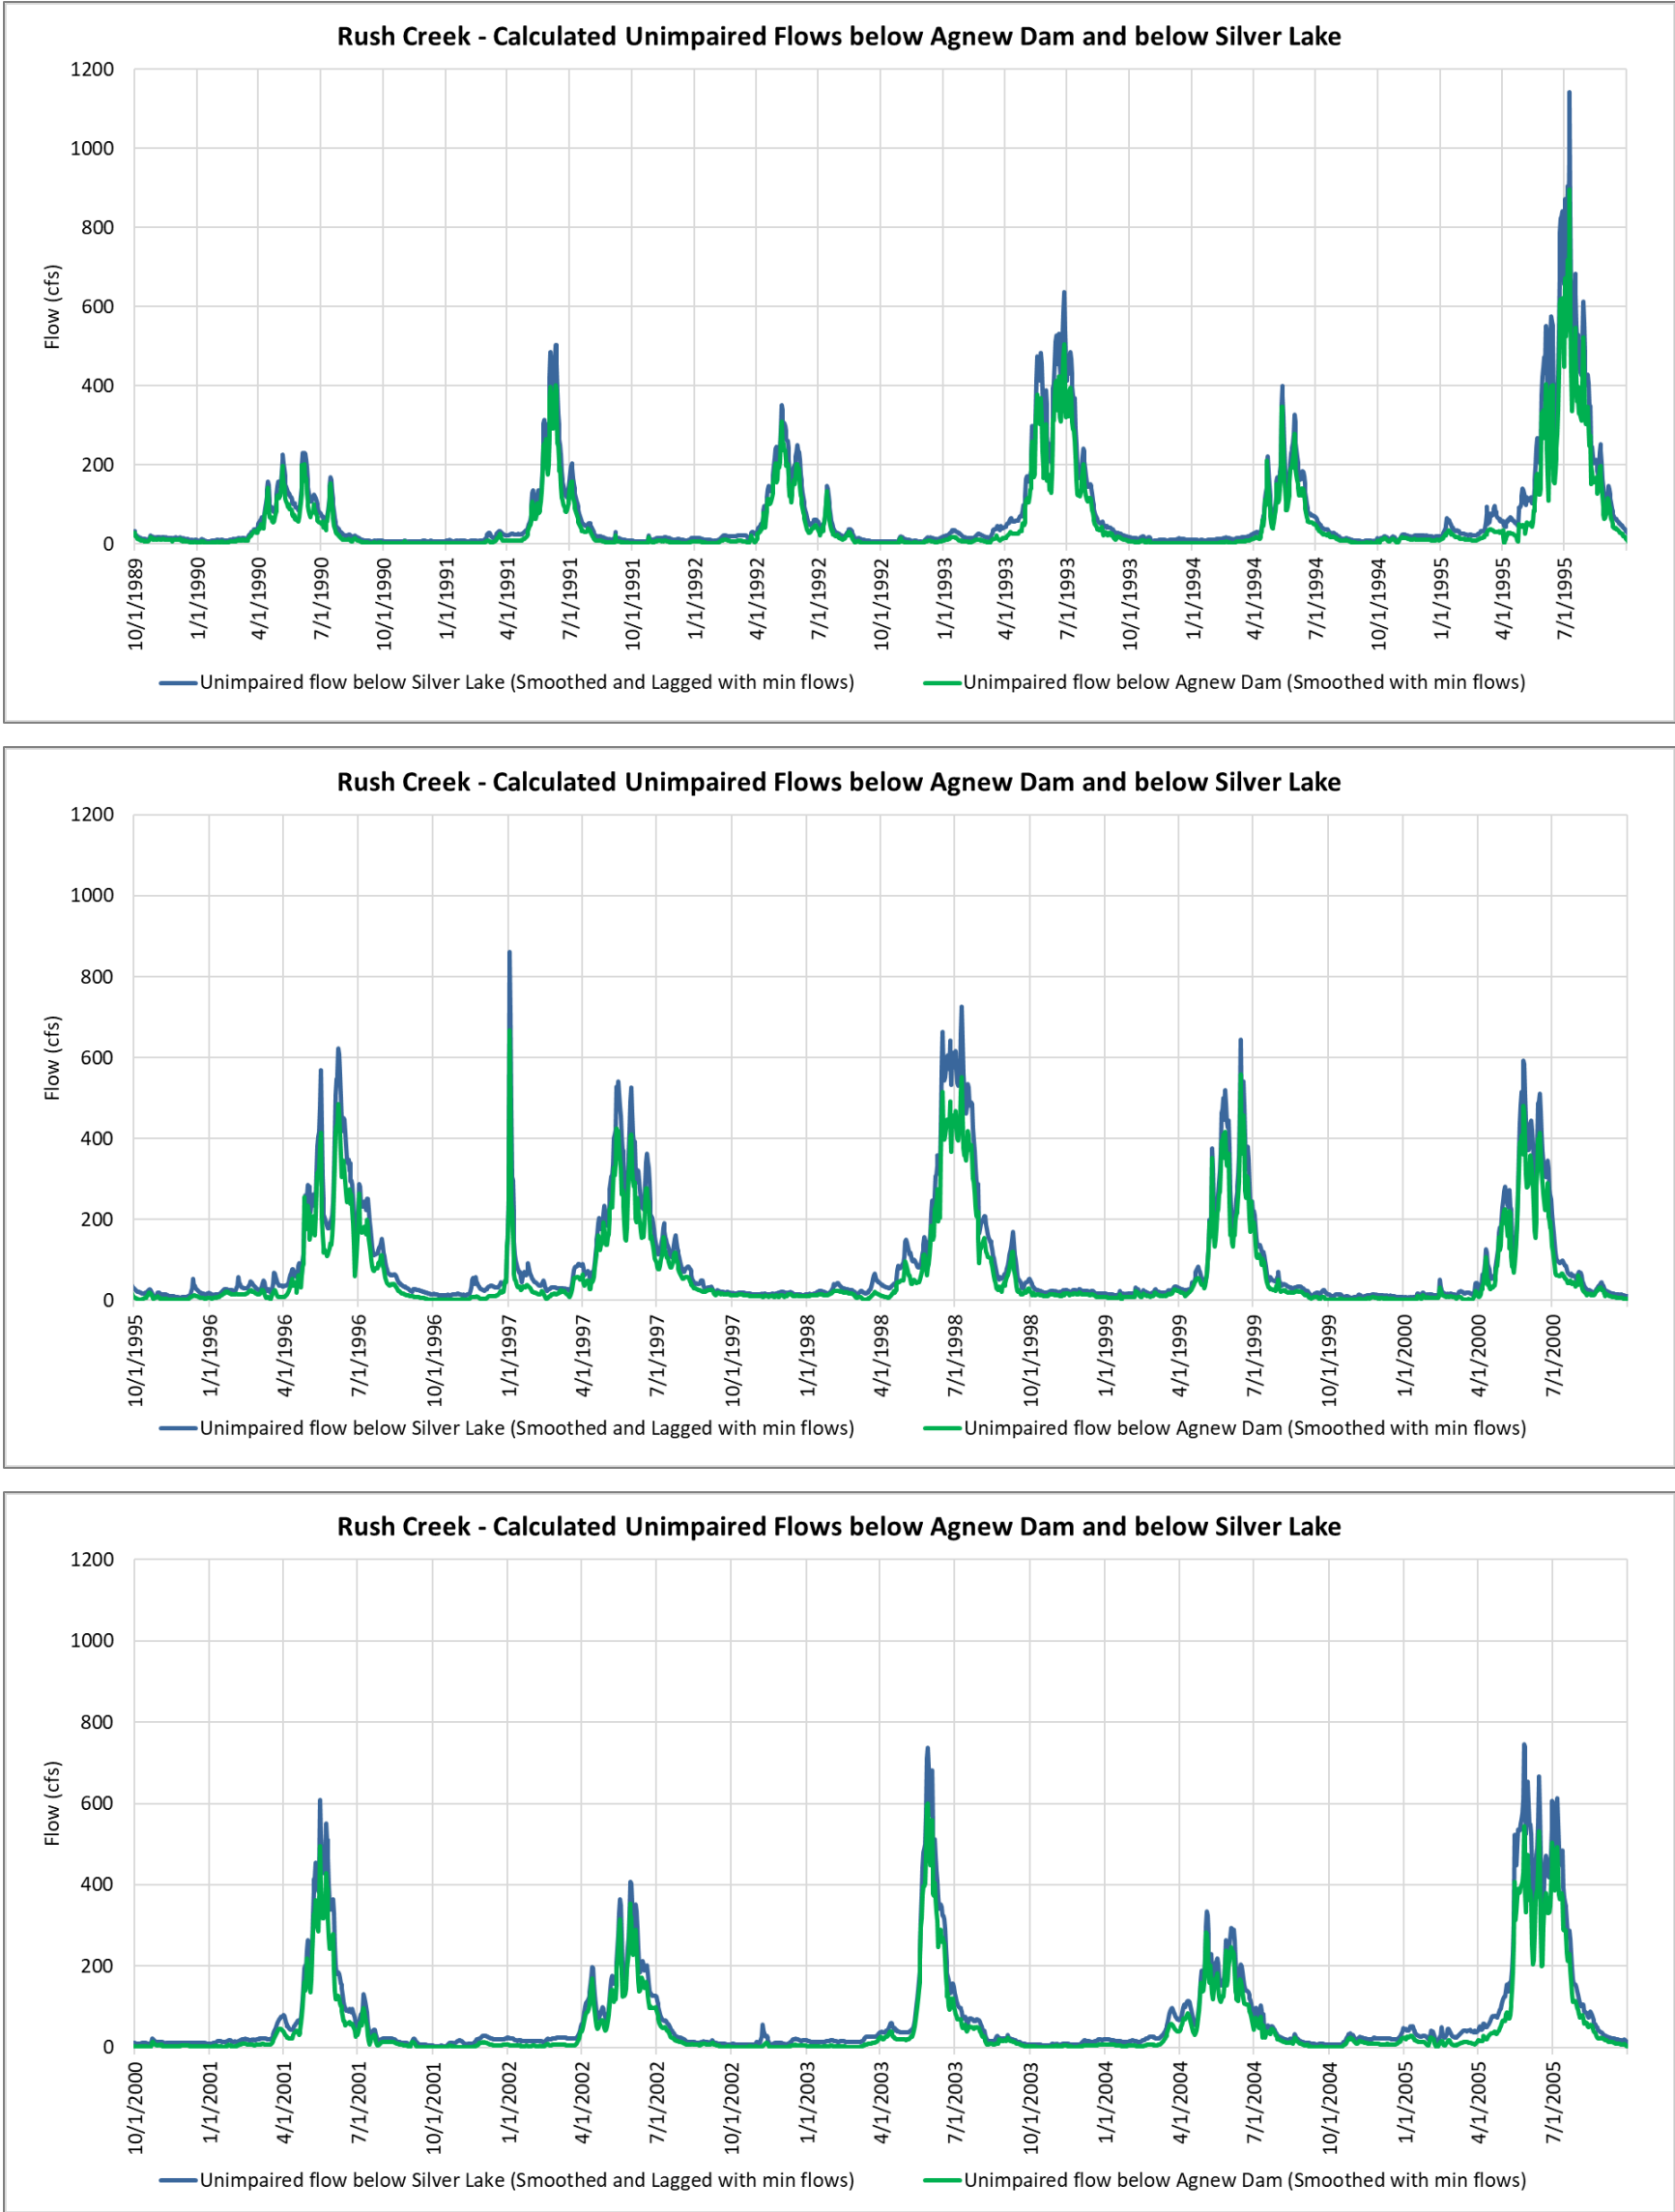 Rush Creek - Calculated Unimpaired Flows below Agnew Dam and below Silver Lake
1200
1000
800
600
400
200
0
Flow (cfs)
10/1/1989 1/1/1990 4/1/1990 7/1/1990 10/1/1990 1/1/1991 4/1/1991 7/1/1991 10/1/1991 1/1/1992 4/1/1992 7/1/1992 10/1/1992 1/1/1993 4/1/1993 7/1/1993 10/1/1993 1/1/1994 4/1/1994 7/1/1994 10/1/1994 1/1/1995 4/1/1995 7/1/1995
Unimpaired flow below Silver Lake (Smoothed and Lagged with min flows) Unimpaired flow below Agnew Dam (Smoothed with min flows)
Rush Creek - Calculated Unimpaired Flows below Agnew Dam and below Silver Lake
1200
1000
800
600
400
200
0
Flow (cfs)
10/1/1995 1/1/1996 4/1/1996 7/1/1996 10/1/1996 1/1/1997 4/1/1997 7/1/1997 10/1/1997 1/1/1998 4/1/1998 7/1/1998 10/1/1998 1/1/1999 4/1/1999 7/1/1999 10/1/1999 1/1/2000 4/1/2000 7/1/2000
Unimpaired flow below Silver Lake (Smoothed and Lagged with min flows) Unimpaired flow below Agnew Dam (Smoothed with min flows)
Rush Creek - Calculated Unimpaired Flows below Agnew Dam and below Silver Lake
1200
1000
800
600
400
200
0
Flow (cfs)
10/1/2000 1/1/2001 4/1/2001 7/1/2001 10/1/2001 1/1/2002 4/1/2002 7/1/2002 10/1/2002 1/1/2003 4/1/2003 7/1/2003 10/1/2003 1/1/2004 4/1/2004 7/1/2004 10/1/2004 1/1/2005 4/1/2005 7/1/2005
Unimpaired flow below Silver Lake (Smoothed and Lagged with min flows) Unimpaired flow below Agnew Dam (Smoothed with min flows)